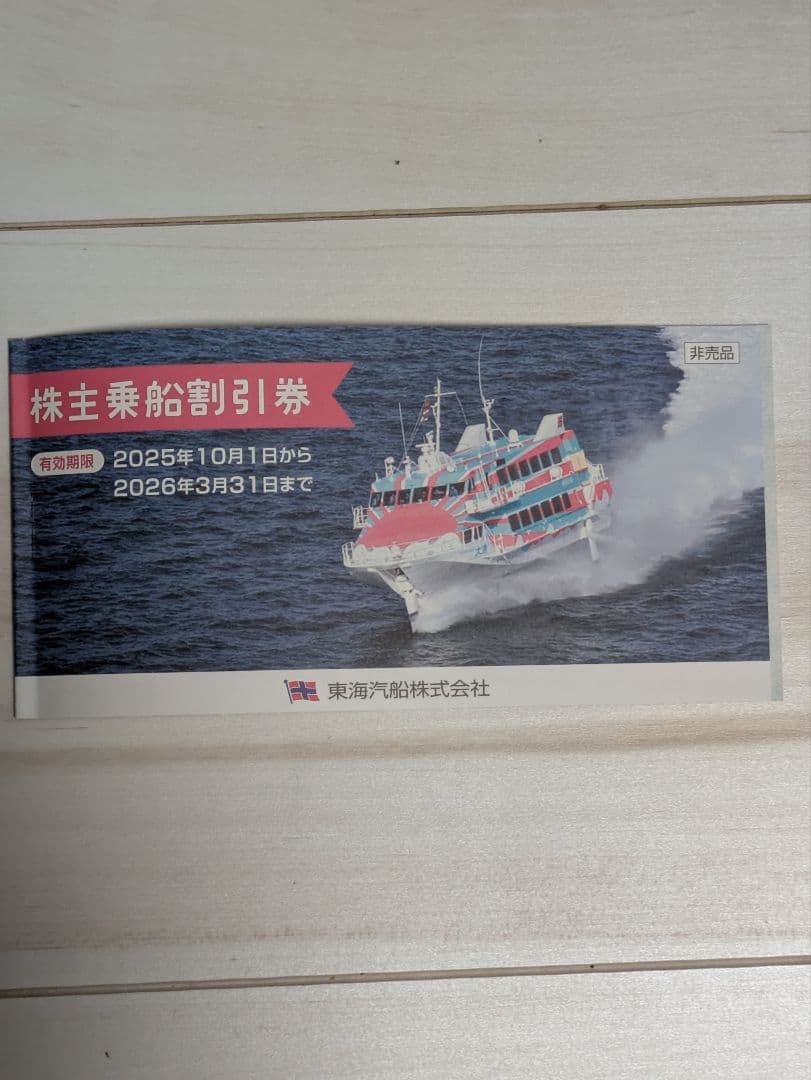 非売品
株主乗船割引券
有効期限 2025年10月1日から
2026年3月31日まで
東海汽船株式会社